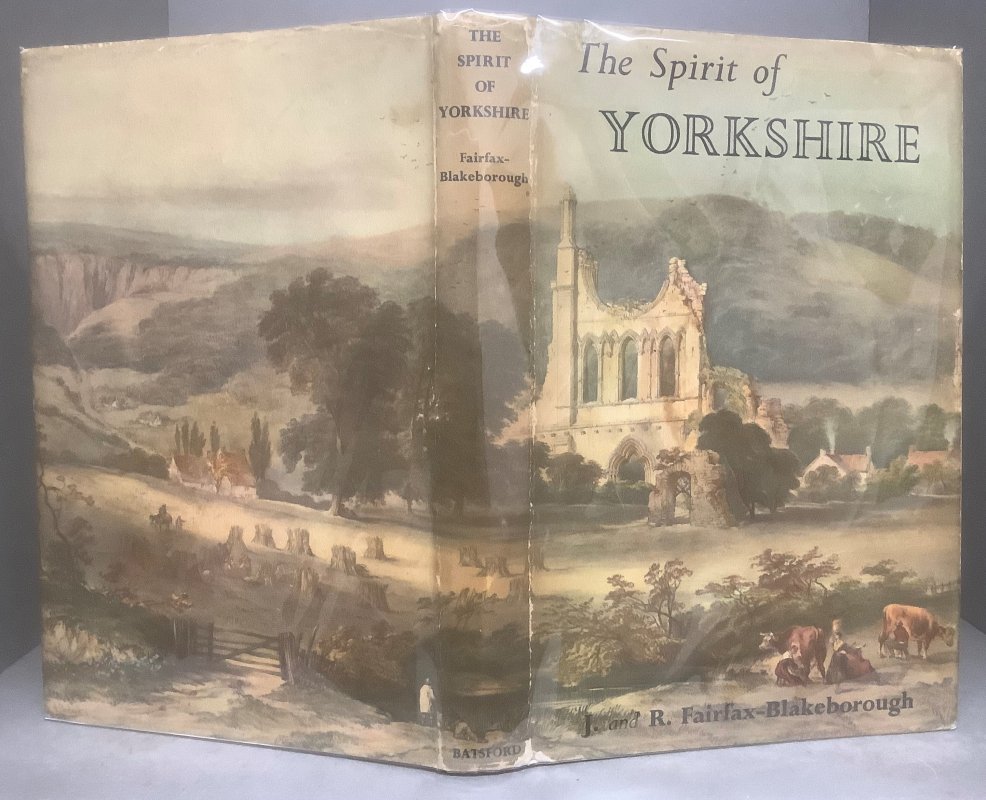 THE
SPIRIT
OF
YORKSHIRE
Fairfax-
Blakeborough
BATSFORD
The Spirit of
YORKSHIRE
J. and R. Fairfax-Blakeborough